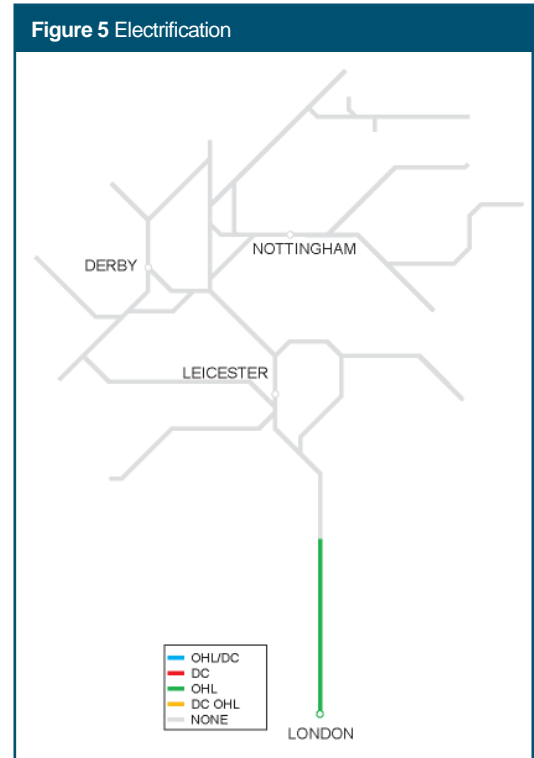 Figure 5 Electrification
NOTTINGHAM
DERBY
LEICESTER
OHL/DC
DC
OHL
DC OHL
NONE
LONDON